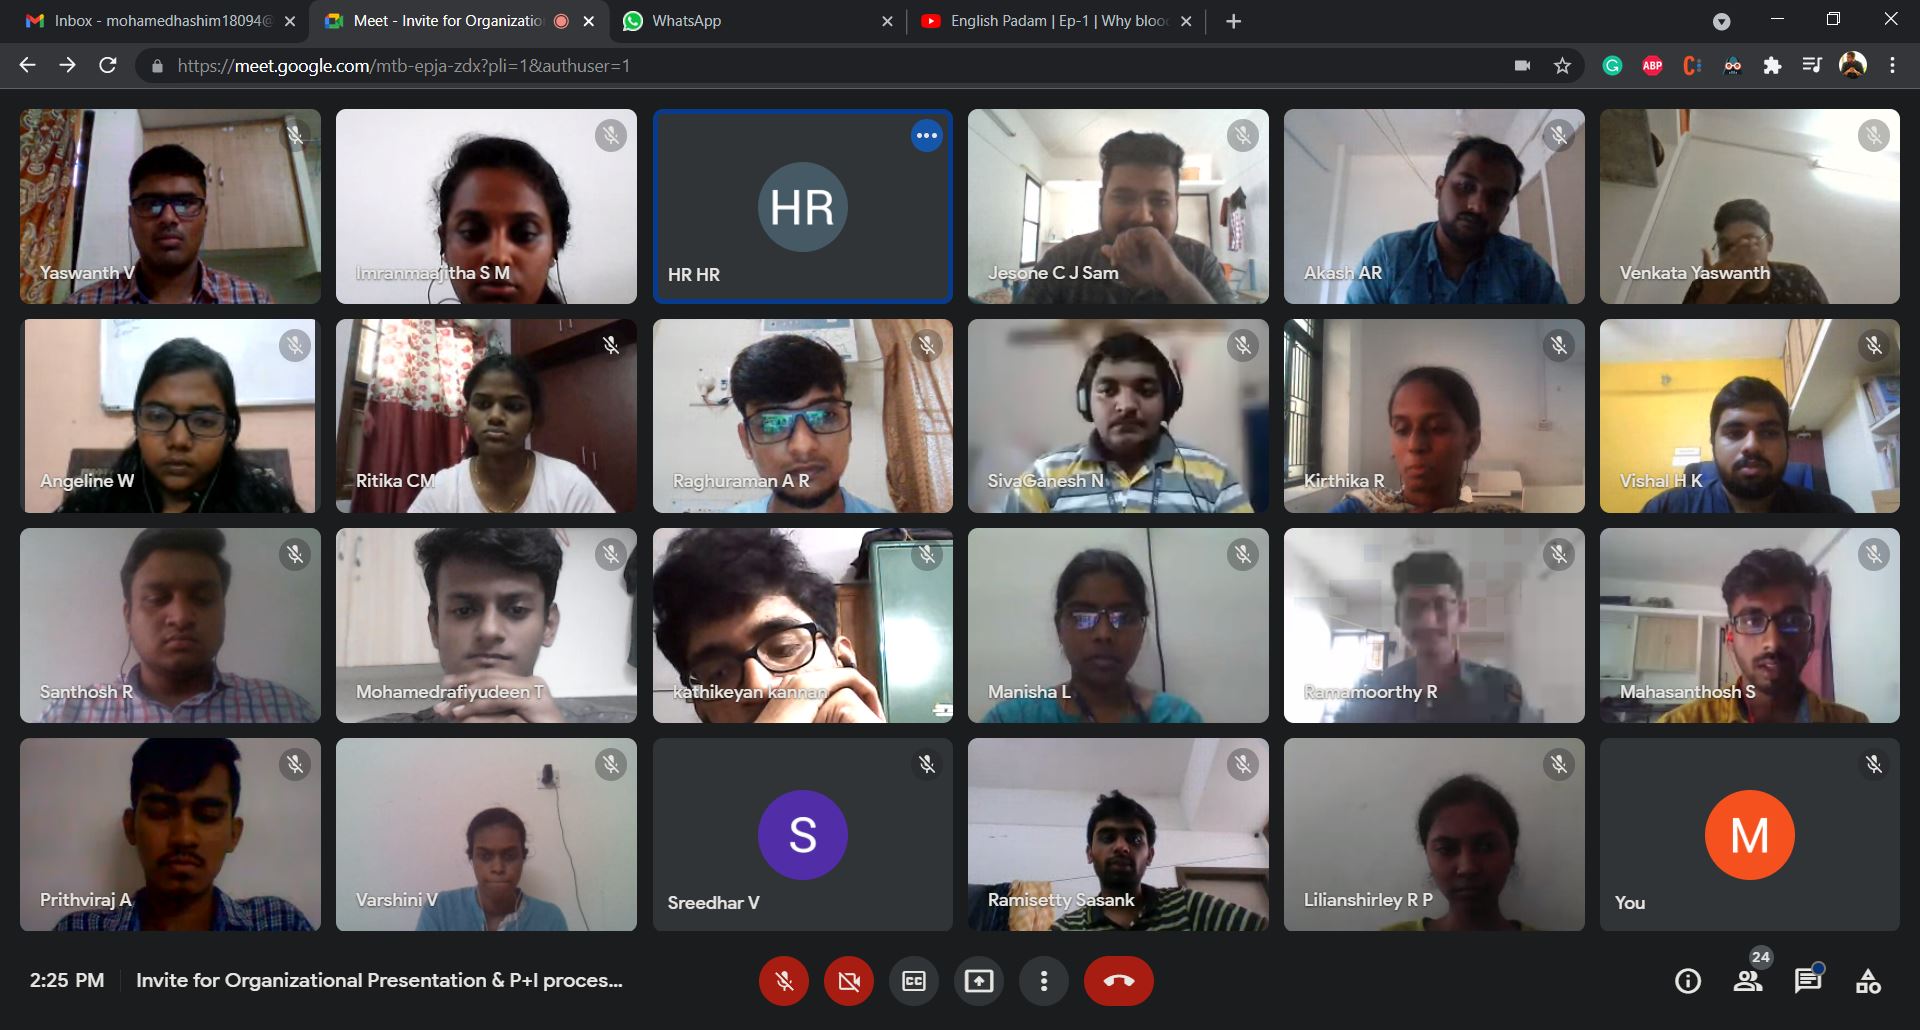 Inbox - mohamedhashim18094@
Meet - Invite for Organizatio
WhatsApp
English Padam | Ep-1 | Why bloo
https://meet.google.com/mtb-epja-zdx?pli=1&authuser=1
ABP
Yaswanth V
Imranmaajitha S M
HR
HR HR
Jesone C J Sam
Akash AR
Venkata Yaswanth
Angeline W
Ritika CM
Raghuraman A R
SivaGanesh N
Kirthika R
Vishal H K
Santhosh R
Mohamedrafiyudeen T
kathikeyan kannan
Manisha L
Ramamoorthy R
Mahasanthosh S
Prithviraj A
Varshini V
S
Sreedhar V
Ramisetty Sasank
Lilianshirley R P
M
You
2:25 PM
Invite for Organizational Presentation & P+I proces...
CC
24